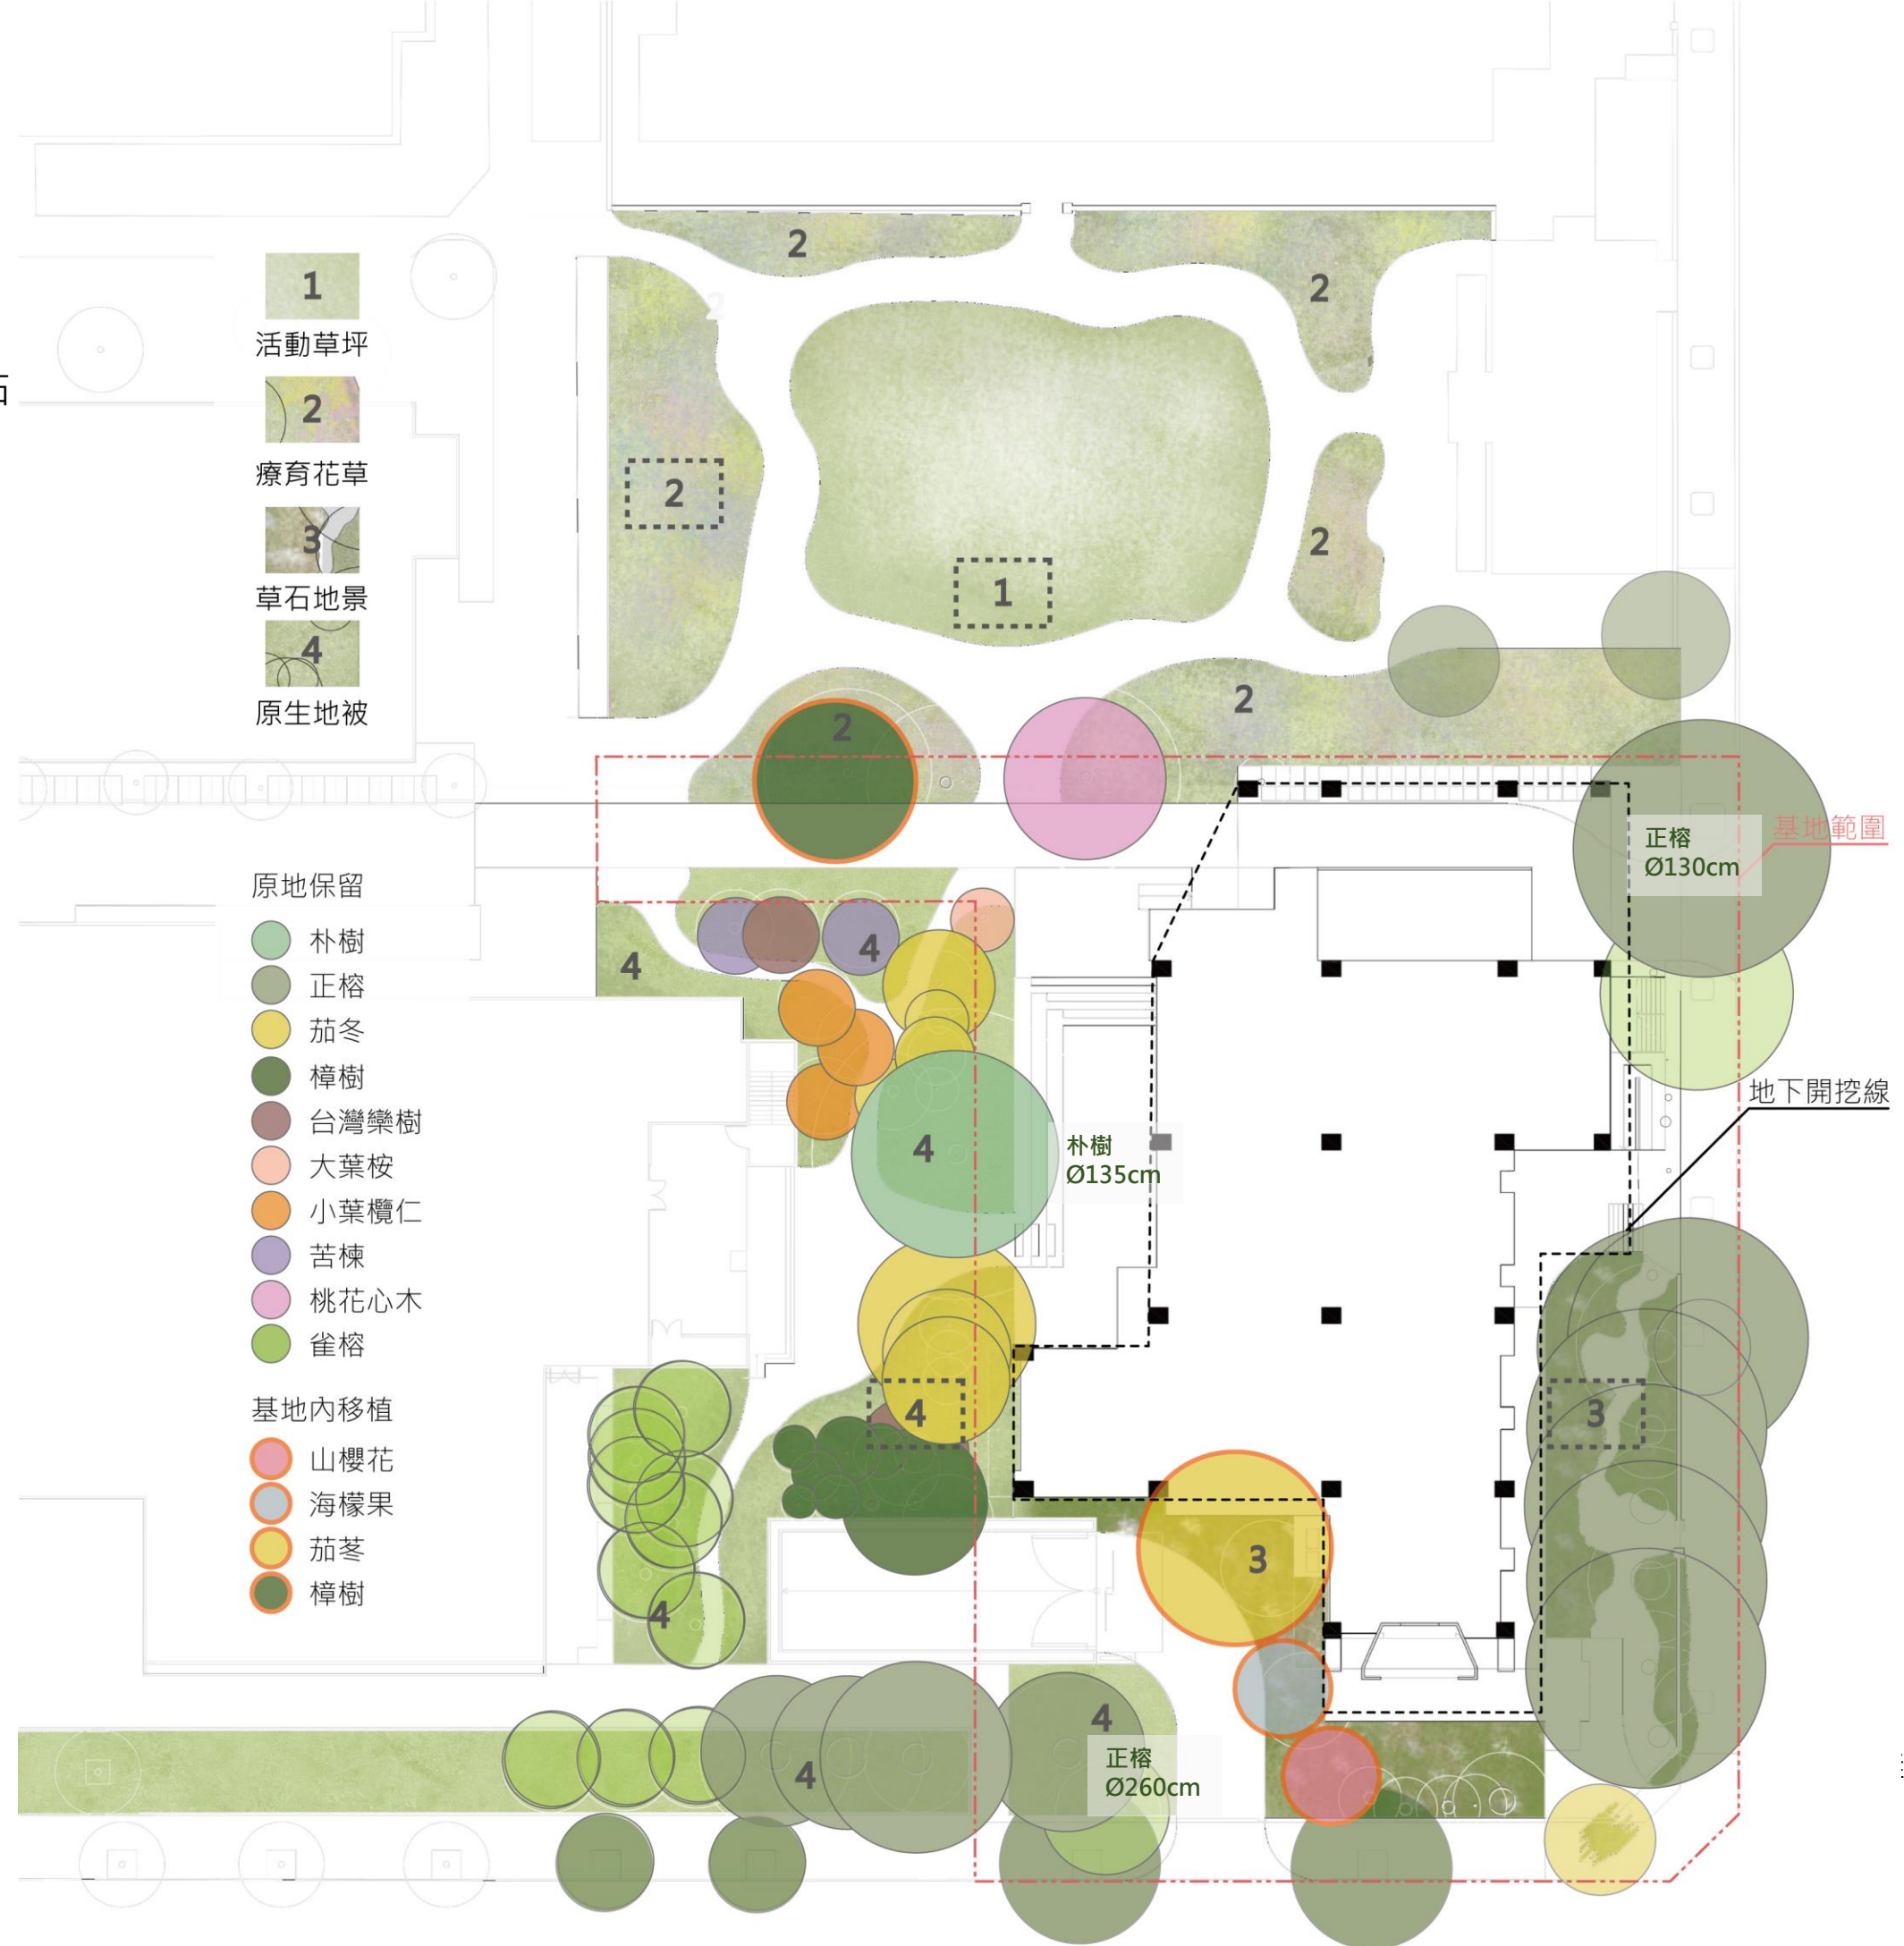 2
2
1
活動草坪
2
療育花草
3
草石地景
4
原生地被
2
2
1
2
2
2
基地範圍
正榕
Ø130cm
原地保留
朴樹
正榕
茄冬
樟樹
台灣欒樹
大葉桉
小葉欖仁
苦楝
桃花心木
雀榕
4
4
地下開挖線
4
朴樹
Ø135cm
4
3
基地內移植
山櫻花
海檬果
茄苳
樟樹
3
4
4
4
正榕
Ø260cm